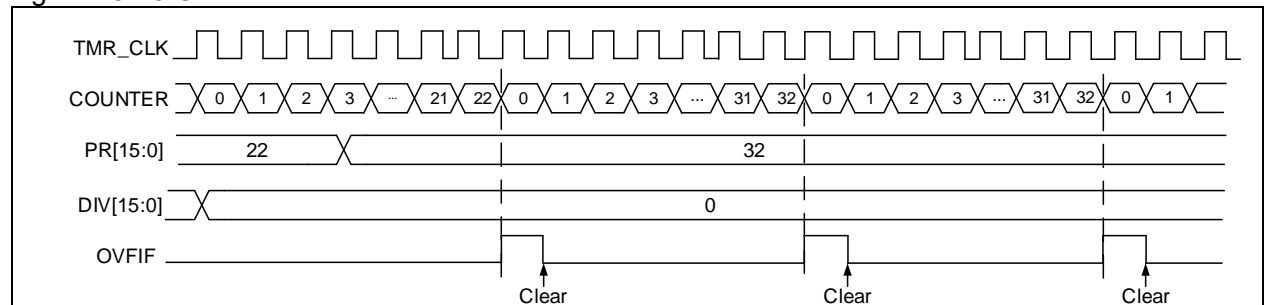 TMR_CLK
COUNTER 0 1 2 3 ... 21 22 0 1 2 3 ... 31 32 0 1 2 3 ... 31 32 0 1
PR[15:0] 22 32
DIV[15:0] 0
OVFIF
Clear Clear Clear